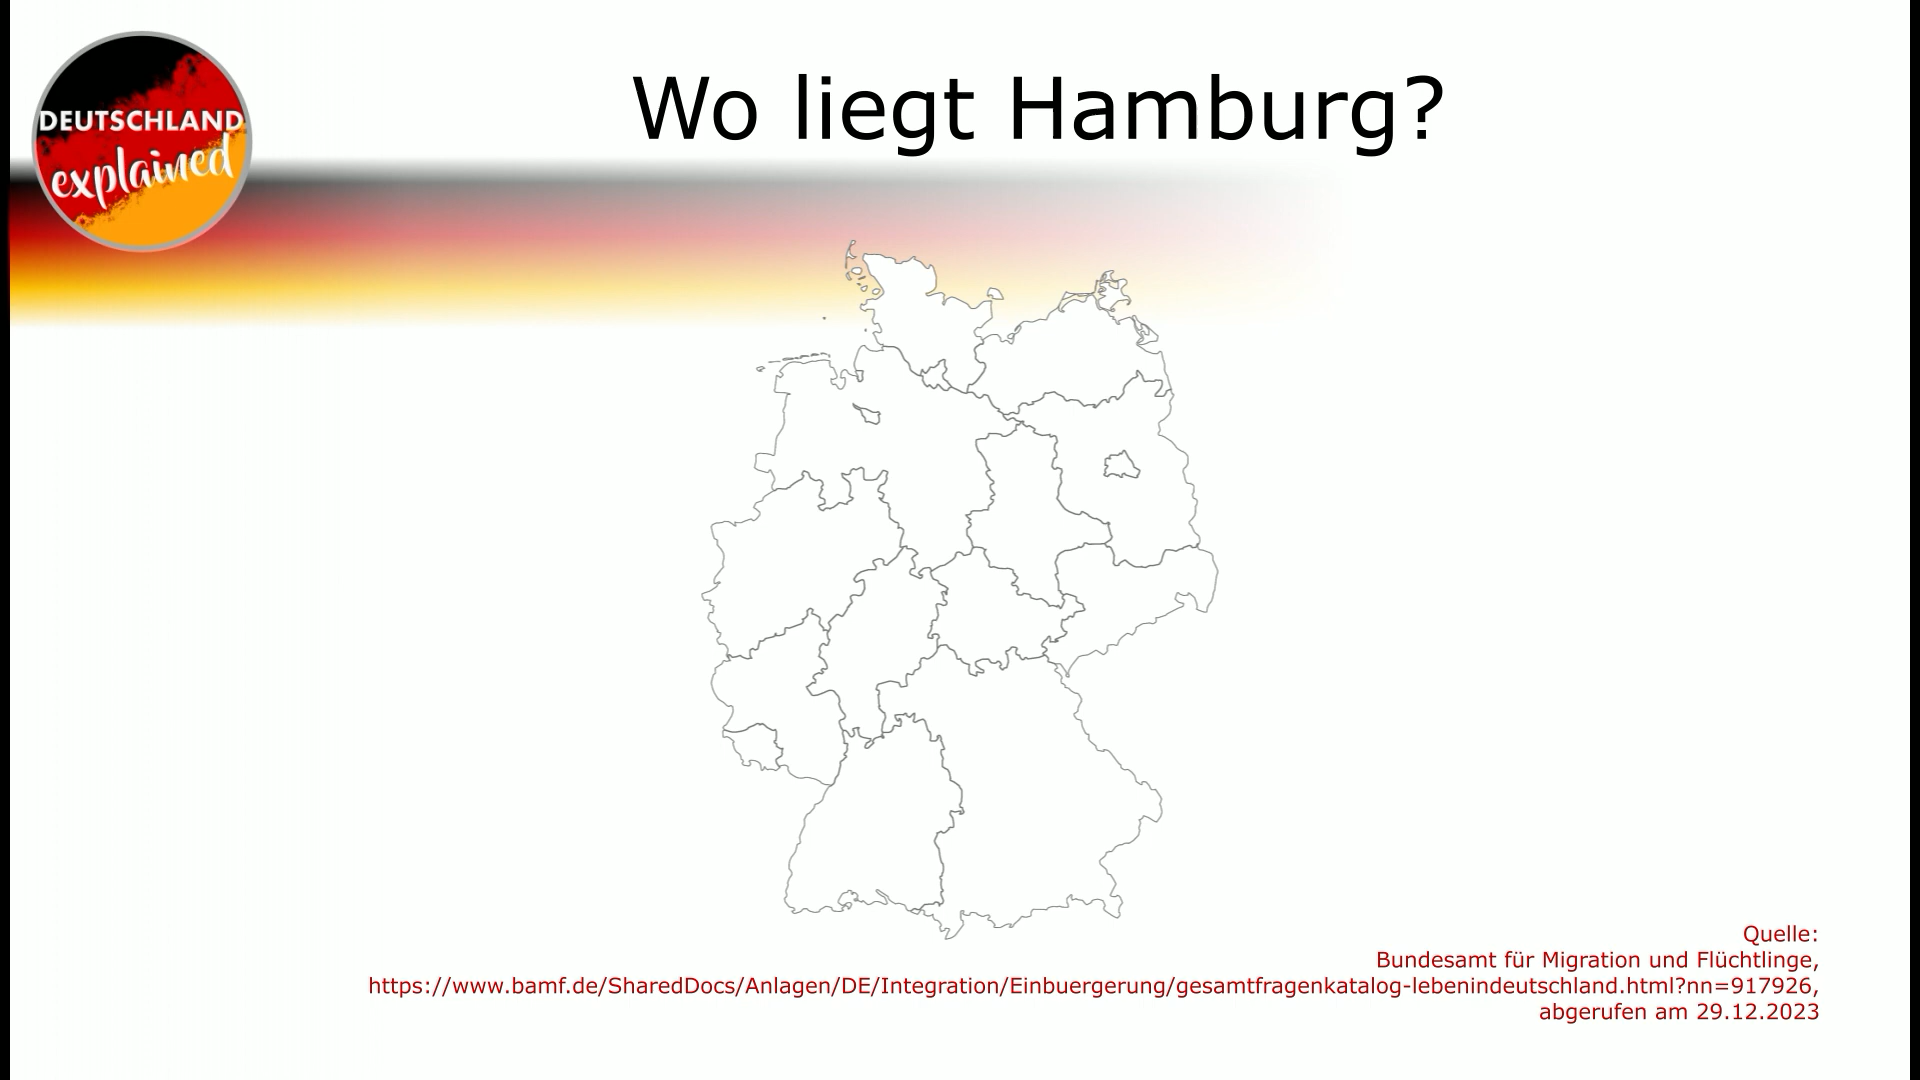 DEUTSCHLAND
explained
Wo liegt Hamburg?
Quelle:
Bundesamt für Migration und Flüchtlinge,
https://www.bamf.de/SharedDocs/Anlagen/DE/Integration/Einbuergerung/gesamtfragenkatalog-lebenindeutschland.html?nn=917926,
abgerufen am 29.12.2023